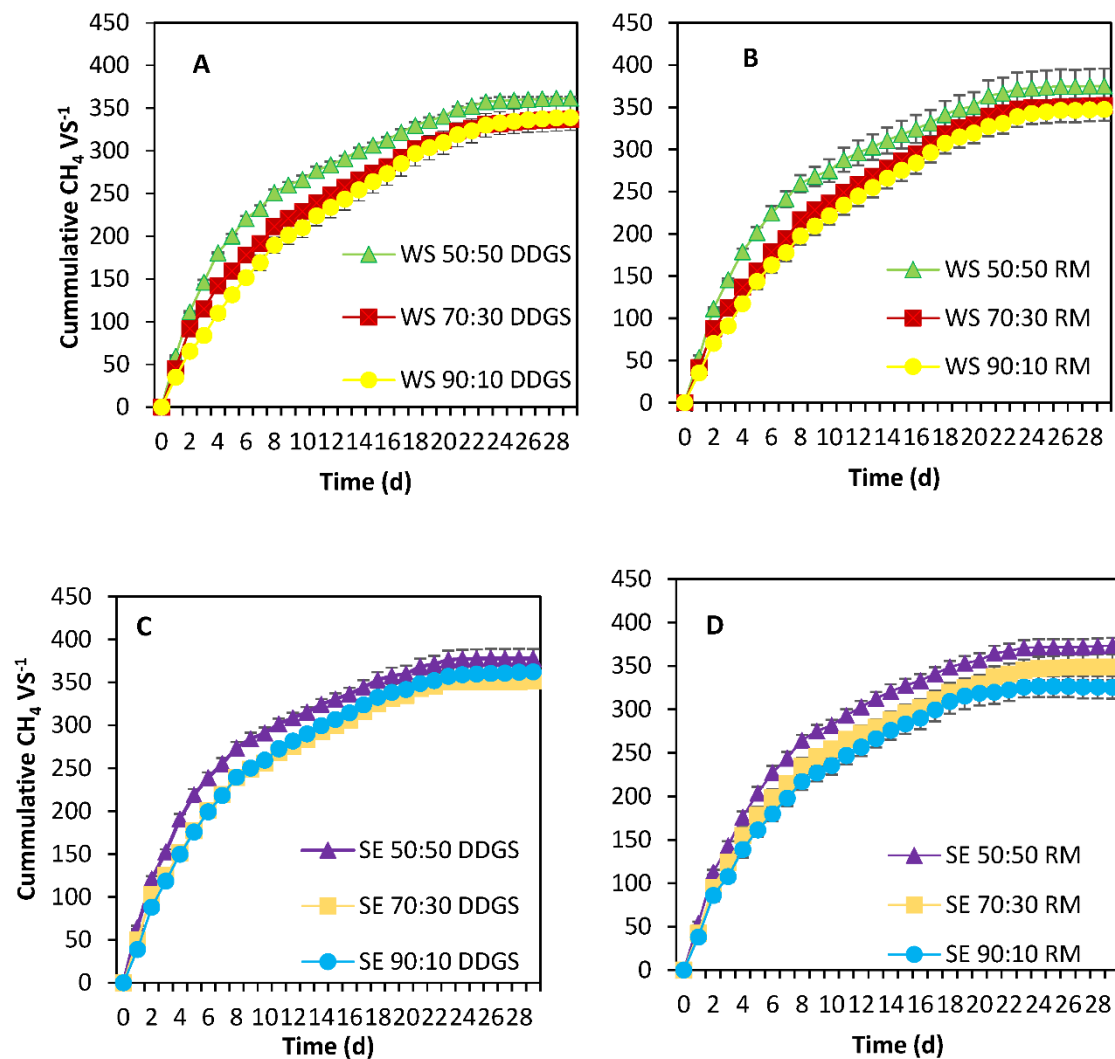 450
400
350
300
250
200
150
100
50
0
Cummulative CH4 VS-1
A
WS 50:50 DDGS
WS 70:30 DDGS
WS 90:10 DDGS
0 2 4 6 8 10 12 14 16 18 20 22 24 26 28
Time (d)
450
400
350
300
250
200
150
100
50
0
B
WS 50:50 RM
WS 70:30 RM
WS 90:10 RM
0 2 4 6 8 10 12 14 16 18 20 22 24 26 28
Time (d)
450
400
350
300
250
200
150
100
50
0
Cummulative CH4 VS-1
C
SE 50:50 DDGS
SE 70:30 DDGS
SE 90:10 DDGS
0 2 4 6 8 10 12 14 16 18 20 22 24 26 28
Time (d)
450
400
350
300
250
200
150
100
50
0
D
SE 50:50 RM
SE 70:30 RM
SE 90:10 RM
0 2 4 6 8 10 12 14 16 18 20 22 24 26 28
Time (d)